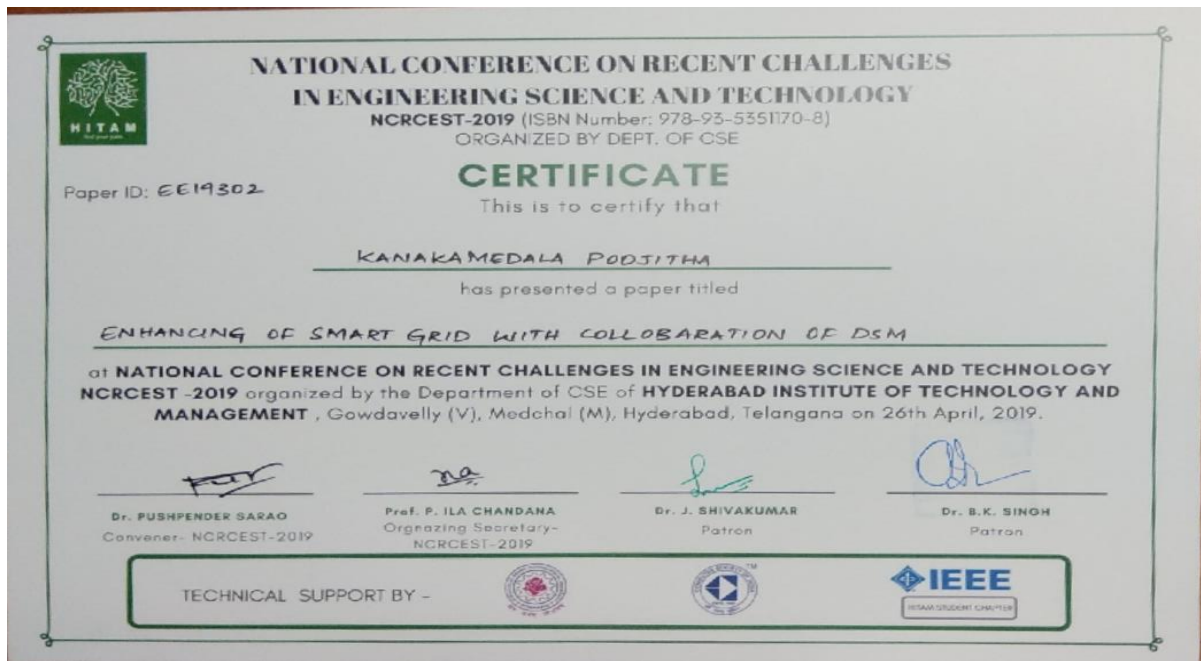 HITAM
NATIONAL CONFERENCE ON RECENT CHALLENGES
IN ENGINEERING SCIENCE AND TECHNOLOGY
NCRCEST-2019 (ISBN Number: 978-93-5351170-8)
ORGANIZED BY DEPT. OF CSE
CERTIFICATE
Paper ID: EE19302
This is to certify that
KANAKAMEDALA POOJITHA
has presented a paper titled
ENHANCING OF SMART GRID WITH COLLOBARATION OF DSM
at NATIONAL CONFERENCE ON RECENT CHALLENGES IN ENGINEERING SCIENCE AND TECHNOLOGY
NCRCEST -2019 organized by the Department of CSE of HYDERABAD INSTITUTE OF TECHNOLOGY AND
MANAGEMENT , Gowdavelly (V), Medchal (M), Hyderabad, Telangana on 26th April, 2019.
Dr. PUSHPENDER SARAO
Convener- NCRCEST-2019
Prof. P. ILA CHANDANA
Orgnazing Secretary-
NCRCEST-2019
Dr. J. SHIVAKUMAR
Patron
Dr. B.K. SINGH
Patron
TECHNICAL SUPPORT BY -
TM
IEEE
HITAM STUDENT CHAPTER